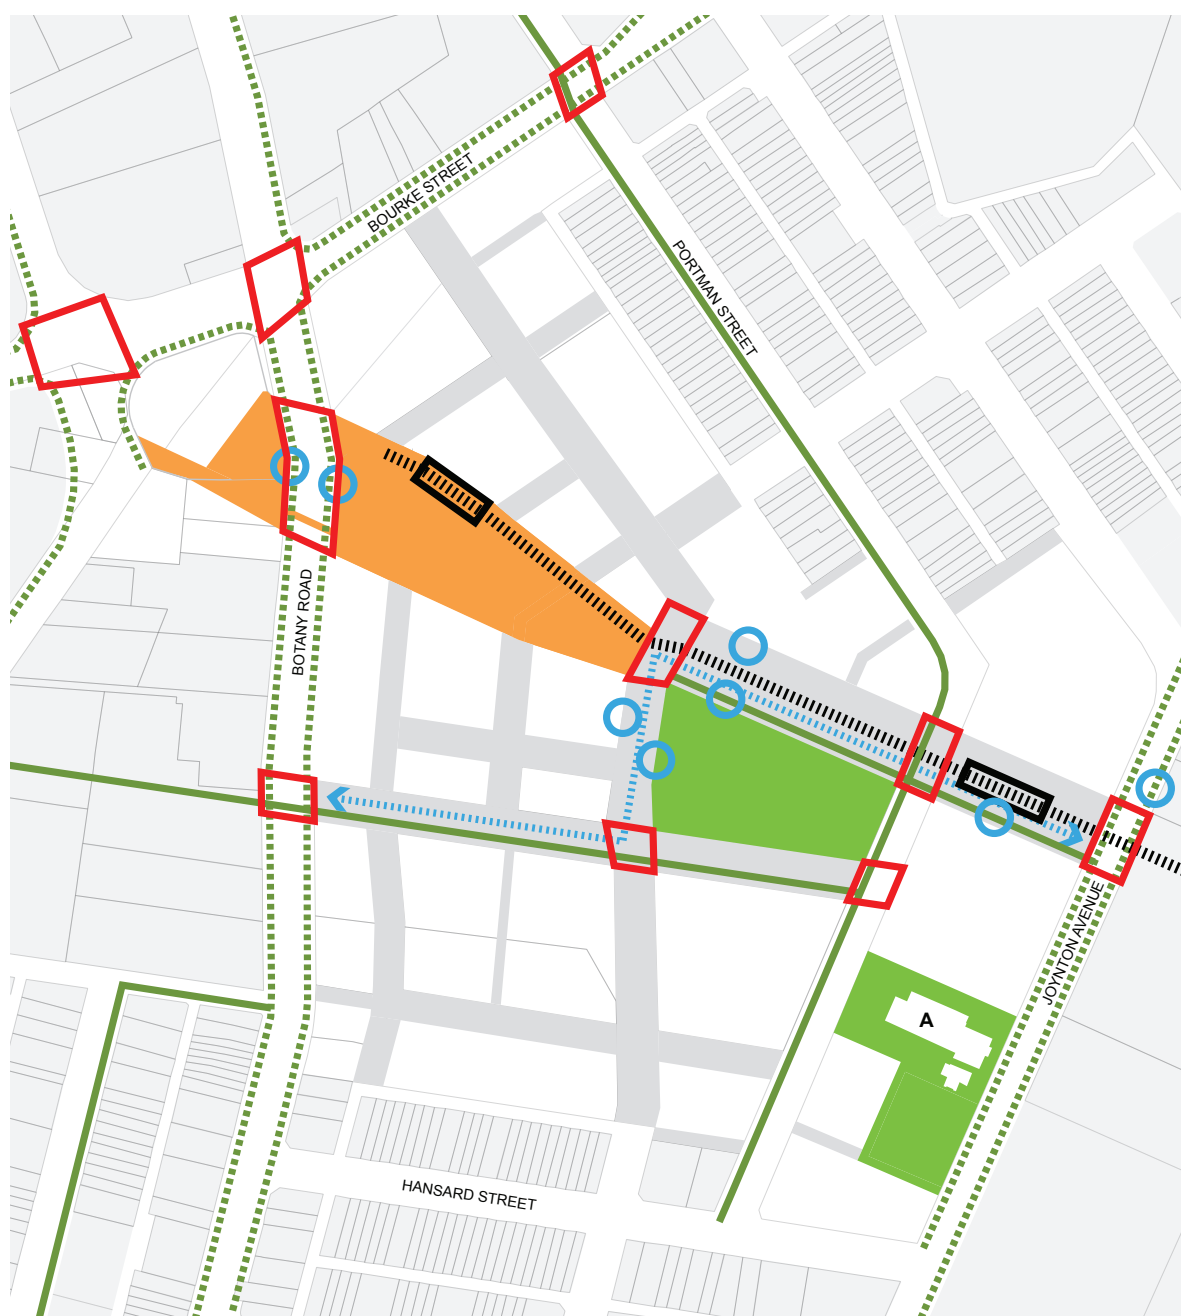 BOURKE STREET
PORTMAN STREET
BOTANY ROAD
JOYNTON AVENUE
A
HANSARD STREET